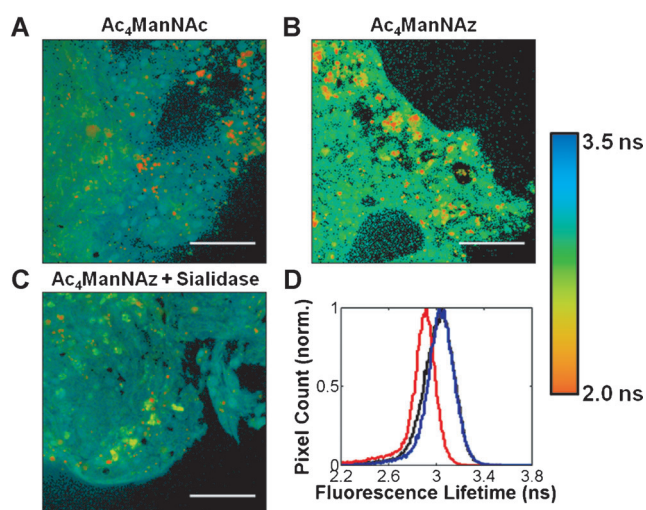 A Ac₄ManNAc
B Ac₄ManNAz
3.5 ns
2.0 ns
C Ac₄ManNAz + Sialidase
D
Pixel Count (norm.)
1
0.5
0
2.2 2.6 3 3.4 3.8
Fluorescence Lifetime (ns)